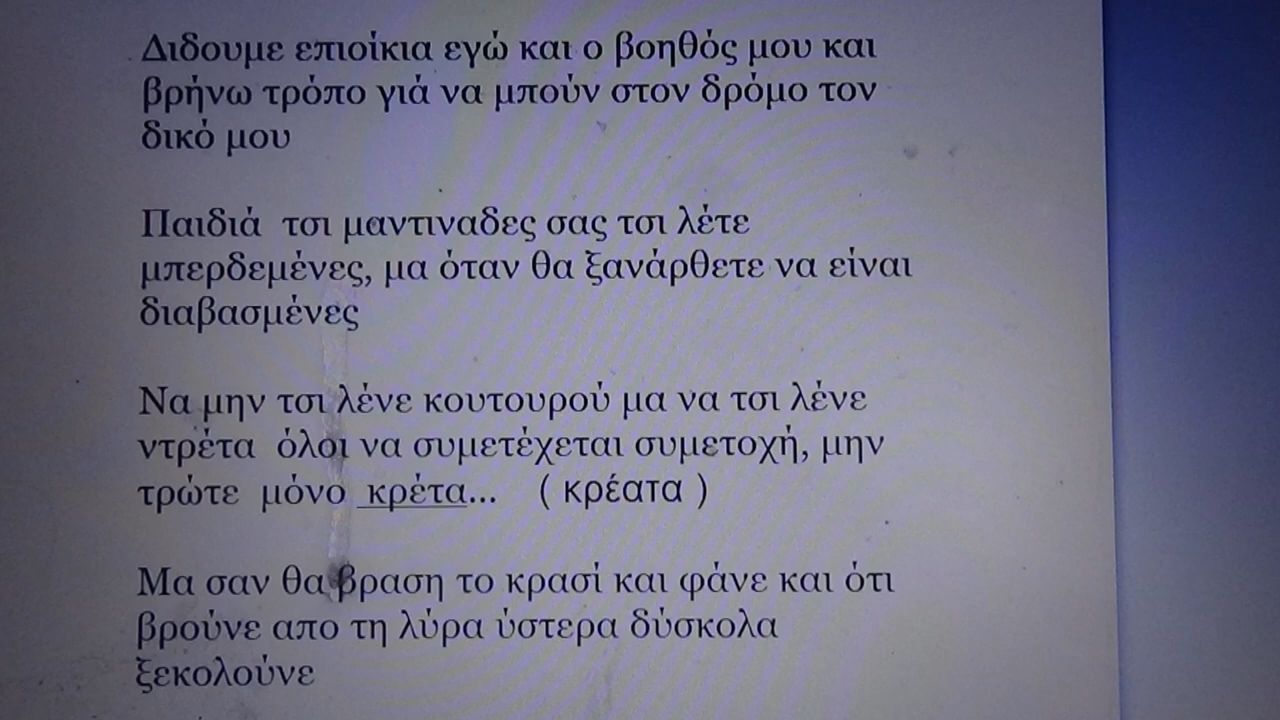 Διδουμε επιοίκια εγώ και ο βοηθός μου και
βρήνω τρόπο γιά να μπούν στον δρόμο τον
δικό μου
Παιδιά τσι μαντιναδες σας τσι λέτε
μπερδεμένες, μα όταν θα ξανάρθετε να είναι
διαβασμένες
Να μην τσι λένε κουτουρού μα να τσι λένε
ντρέτα όλοι να συμετέχεται συμετοχή, μην
τρώτε μόνο κρέτα... ( κρέατα )
Μα σαν θα βραση το κρασί και φάνε και ότι
βρούνε απο τη λύρα ύστερα δύσκολα
ξεκολούνε